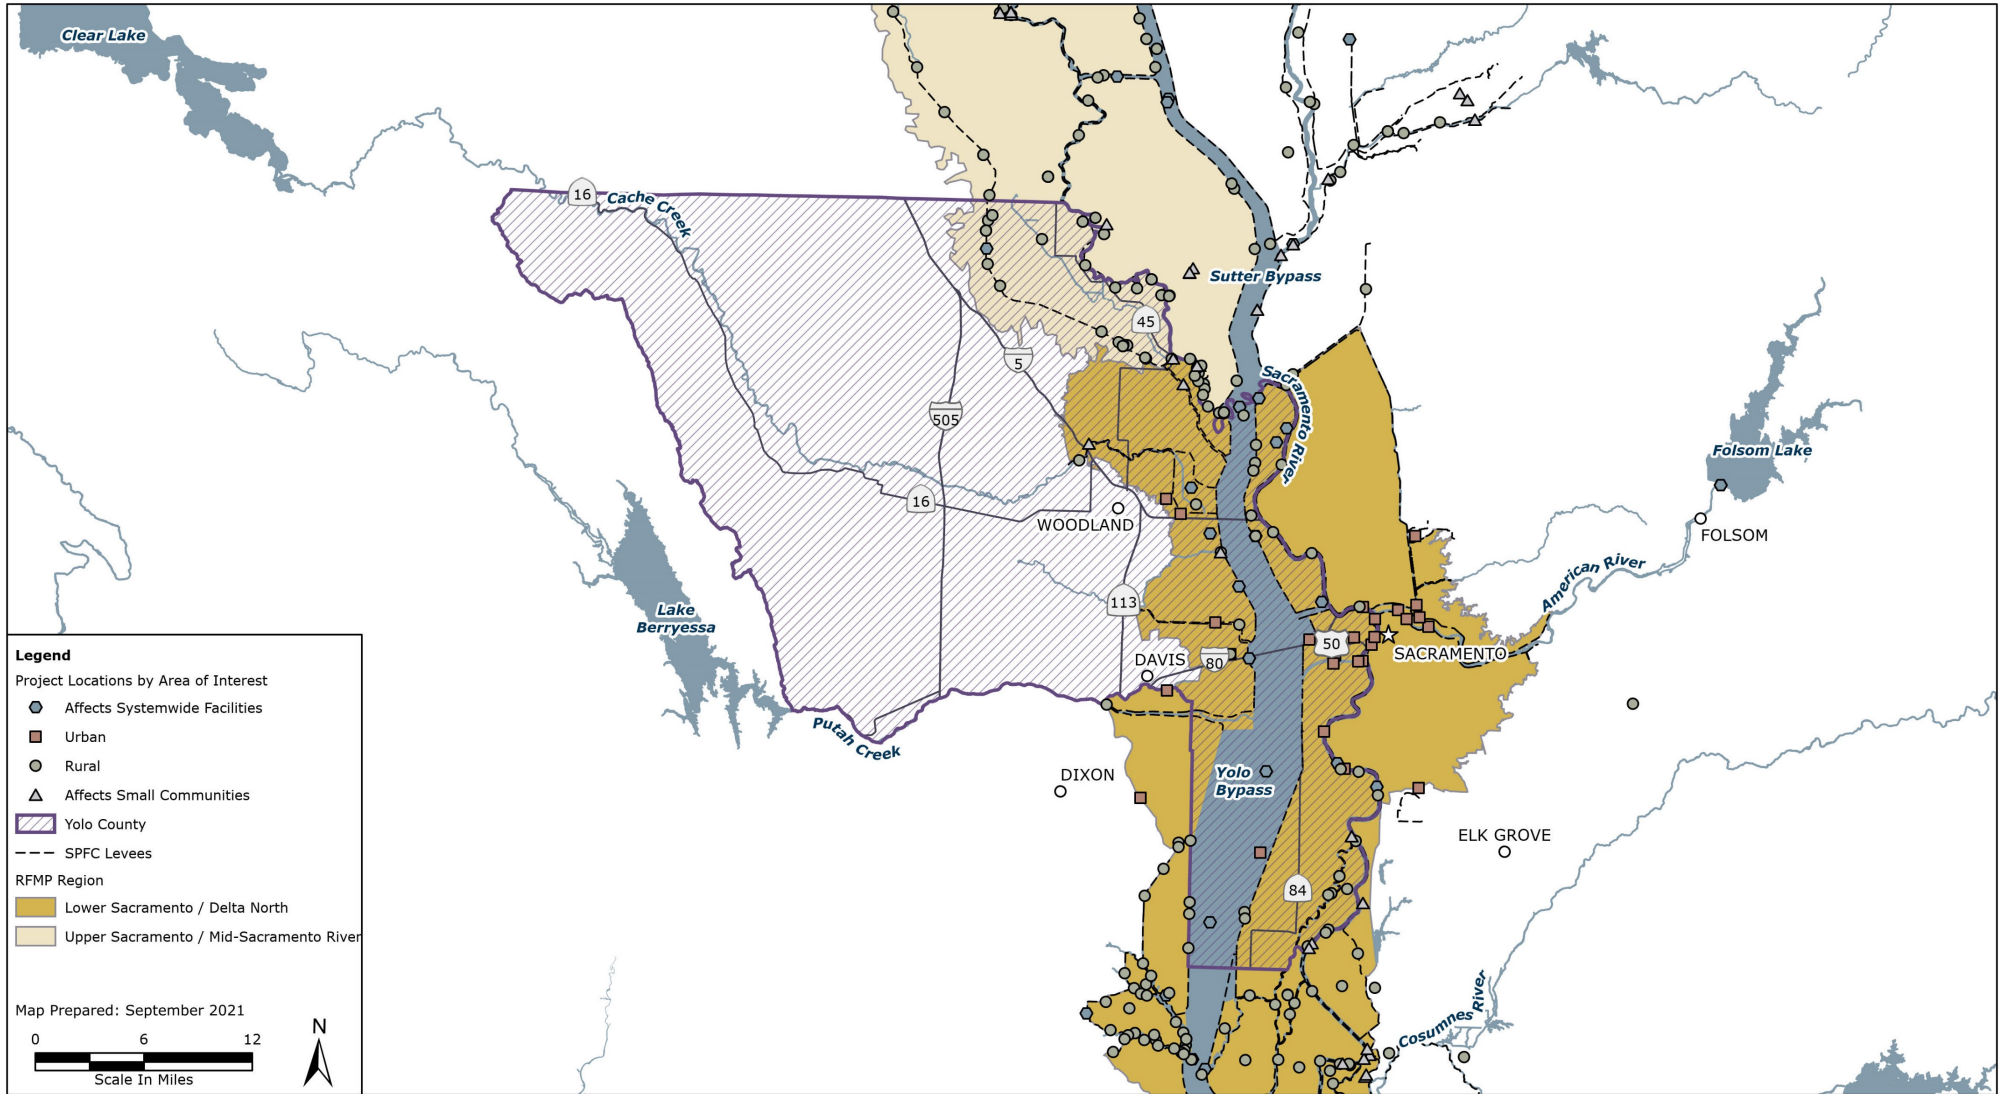 Clear Lake
16
Cache Creek
Sutter Bypass
45
5
Sacramento River
505
Folsom Lake
16
WOODLAND
FOLSOM
American River
113
Lake
Berryessa
50
SACRAMENTO
DAVIS
80
Putah Creek
DIXON
Yolo
Bypass
ELK GROVE
84
Cosumnes River
Legend
Project Locations by Area of Interest
Affects Systemwide Facilities
Urban
Rural
Affects Small Communities
Yolo County
SPFC Levees
RFMP Region
Lower Sacramento / Delta North
Upper Sacramento / Mid-Sacramento River
Map Prepared: September 2021
0 6 12
Scale In Miles
N